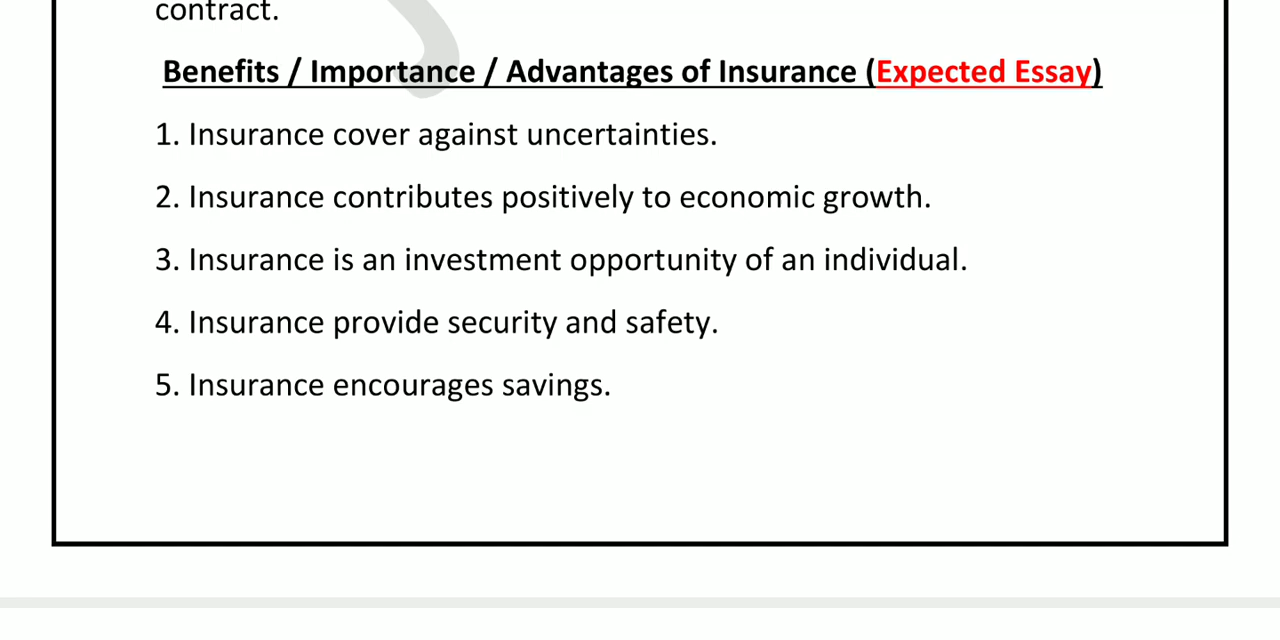 contract.
Benefits / Importance / Advantages of Insurance (Expected Essay)
1. Insurance cover against uncertainties.
2. Insurance contributes positively to economic growth.
3. Insurance is an investment opportunity of an individual.
4. Insurance provide security and safety.
5. Insurance encourages savings.